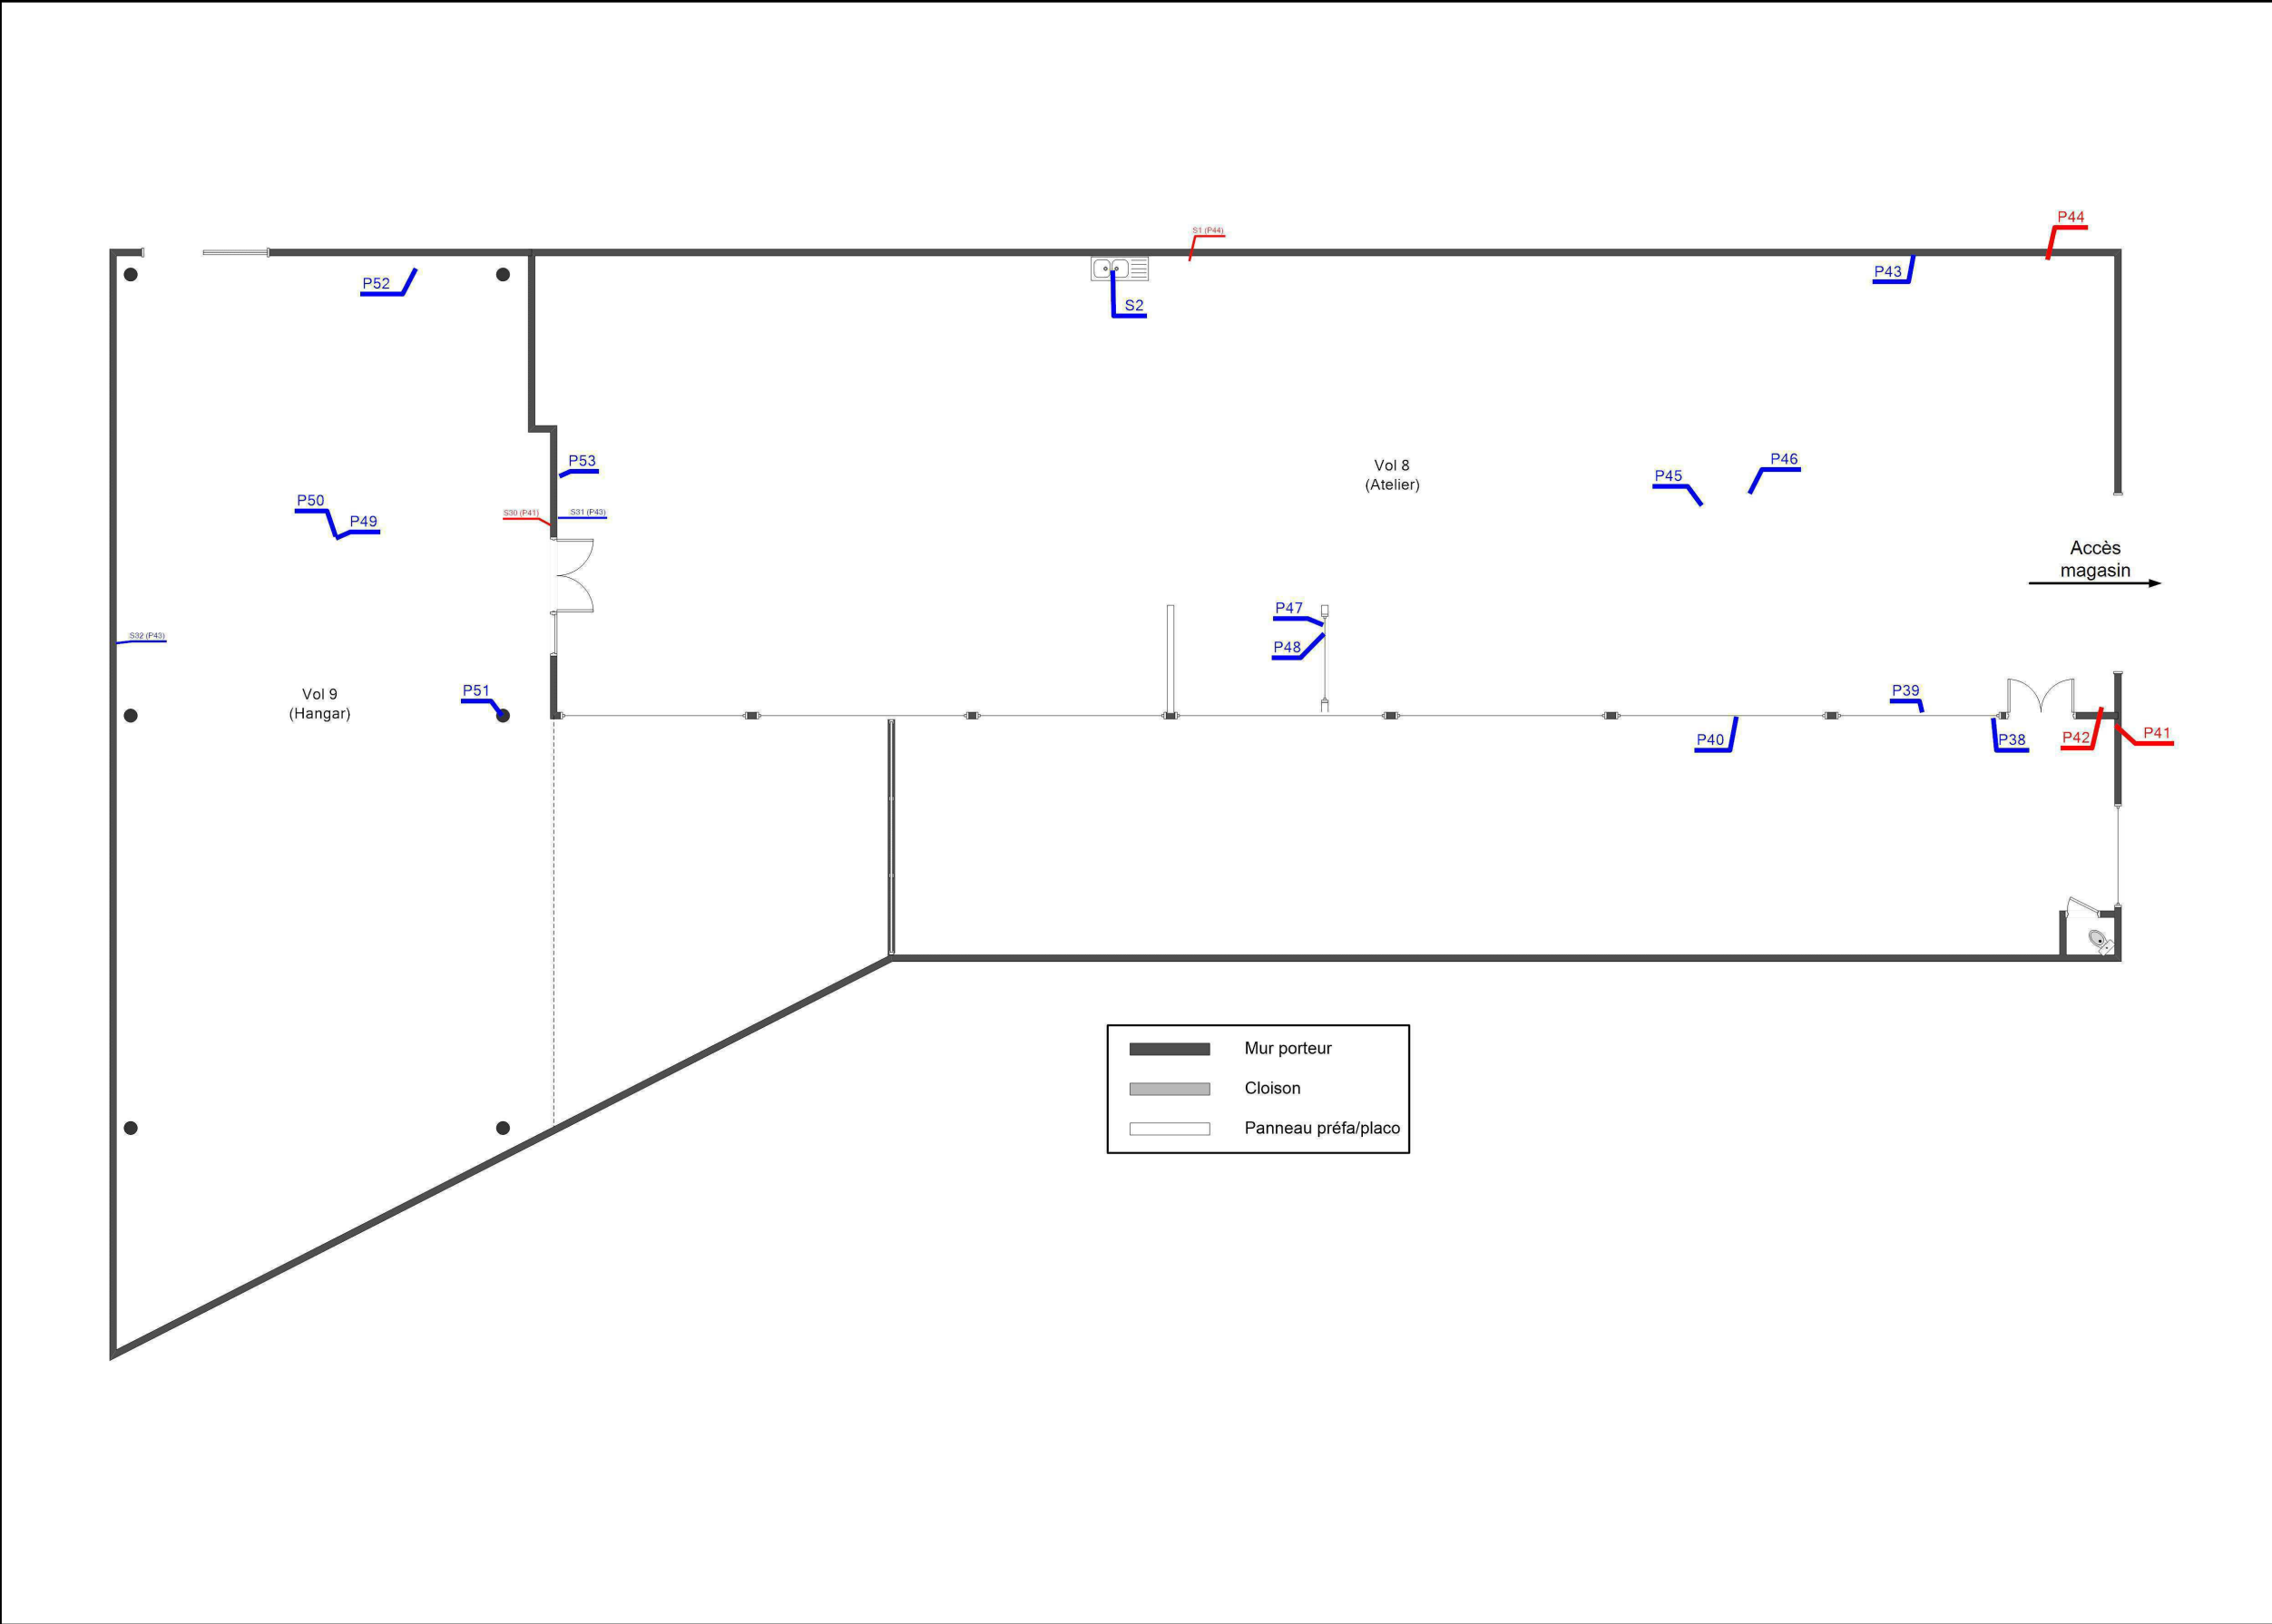 P44
S1 (P44)
P43
P52
S2
P53
Vol 8
(Atelier)
P46
P45
P50
P49
S30 (P41)
S31 (P43)
Accès
magasin
P47
S32 (P43)
P48
Vol 9
(Hangar)
P51
P39
P40
P38
P42
P41
Mur porteur
Cloison
Panneau préfa/placo